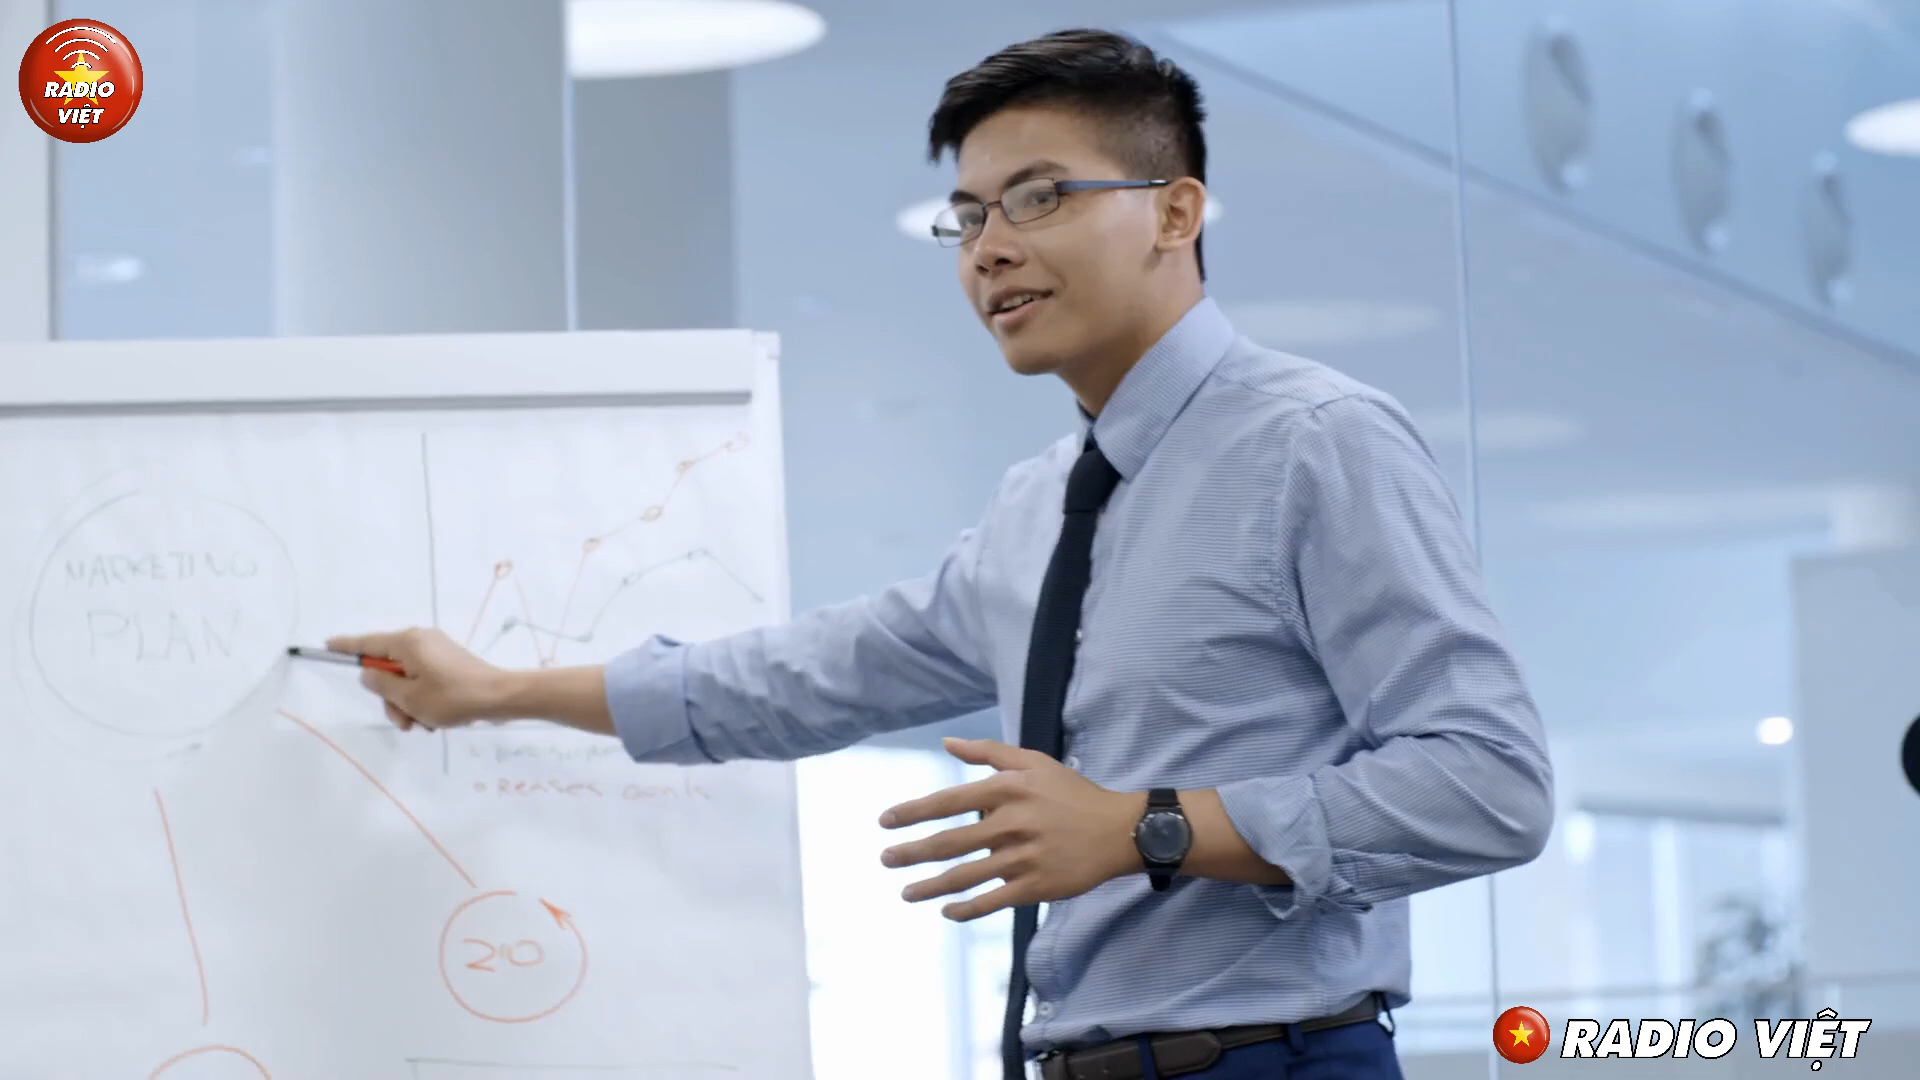 RADIO
VIỆT
MARKETING
PLAN
210
RADIO VIỆT